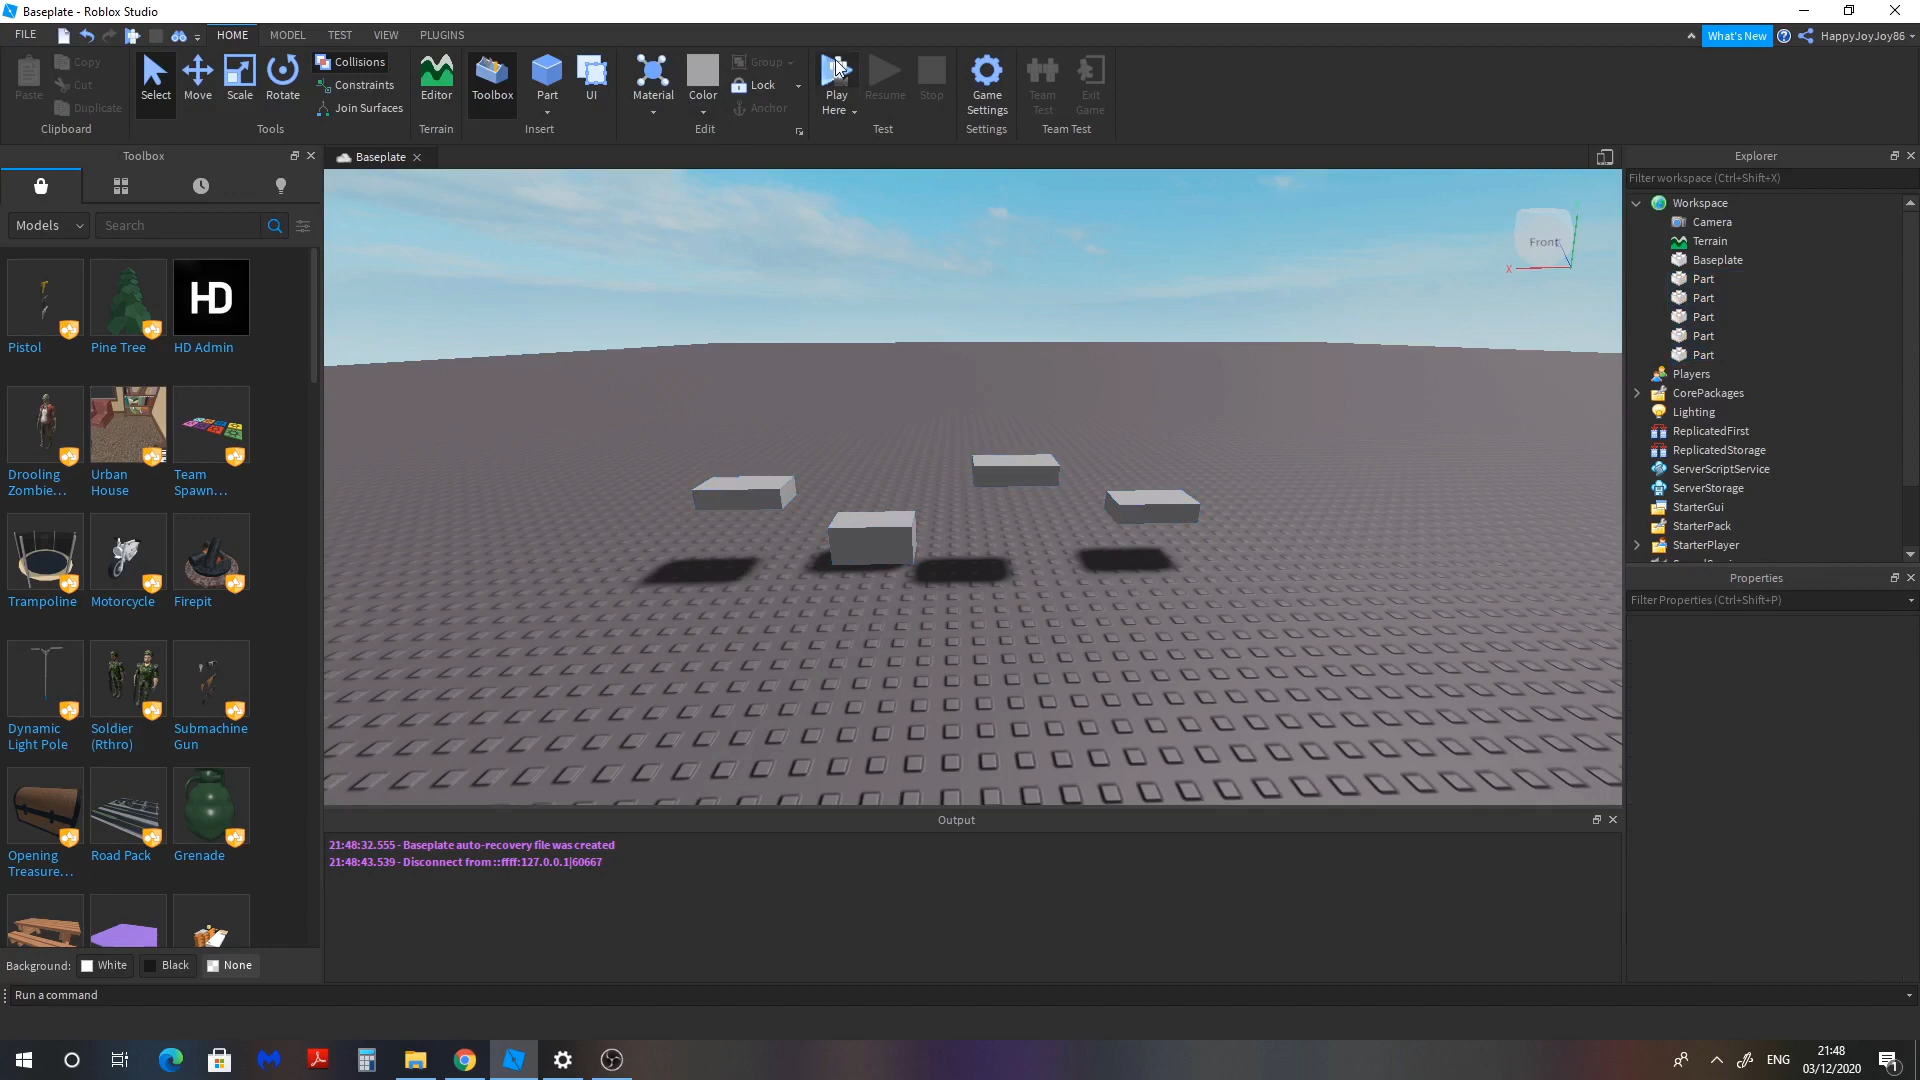 Baseplate - Roblox Studio
FILE HOME MODEL TEST VIEW PLUGINS What's New HappyJoyJoy86
Paste Copy Cut Duplicate
Select Move Scale Rotate
Collisions
Constraints
Join Surfaces
Editor Toolbox Part UI Material Color
Group
Lock
Anchor
Play Here Resume Stop Game Settings Team Test Exit Game
Clipboard Tools Terrain Insert Edit Test Settings Team Test
Toolbox
Models Search
Pistol Pine Tree HD Admin
HD
Drooling Zombie... Urban House Team Spawn...
Trampoline Motorcycle Firepit
Dynamic Light Pole Soldier (Rthro) Submachine Gun
Opening Treasure... Road Pack Grenade
Background: White Black None
Baseplate
Front
X
Output
21:48:32.555 - Baseplate auto-recovery file was created
21:48:43.539 - Disconnect from ::ffff:127.0.0.1|60667
Explorer
Filter workspace (Ctrl+Shift+X)
Workspace
Camera
Terrain
Baseplate
Part
Part
Part
Part
Part
Players
CorePackages
Lighting
ReplicatedFirst
ReplicatedStorage
ServerScriptService
ServerStorage
StarterGui
StarterPack
StarterPlayer
Properties
Filter Properties (Ctrl+Shift+P)
Run a command
ENG
21:48
03/12/2020
1